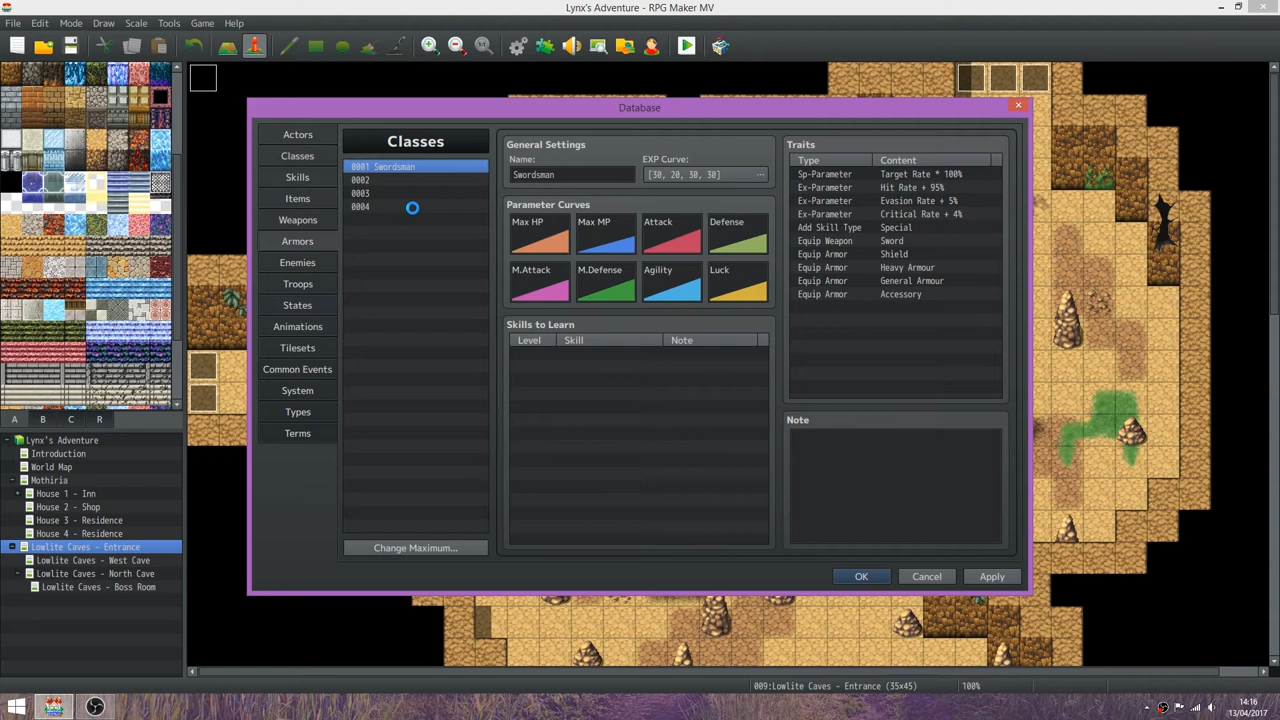 Lynx's Adventure - RPG Maker MV
File Edit Mode Draw Scale Tools Game Help
Database
Actors
Classes
Skills
Items
Weapons
Armors
Enemies
Troops
States
Animations
Tilesets
Common Events
System
Types
Terms
Classes
0001 Swordsman
0002
0003
0004
Change Maximum...
General Settings
Name:
Swordsman
EXP Curve:
[30, 20, 30, 30] ...
Parameter Curves
Max HP Max MP Attack Defense
M.Attack M.Defense Agility Luck
Skills to Learn
Level Skill Note
Traits
Type Content
Sp-Parameter Target Rate * 100%
Ex-Parameter Hit Rate + 95%
Ex-Parameter Evasion Rate + 5%
Ex-Parameter Critical Rate + 4%
Add Skill Type Special
Equip Weapon Sword
Equip Armor Shield
Equip Armor Heavy Armour
Equip Armor General Armour
Equip Armor Accessory
Note
OK Cancel Apply
A B C R
Lynx's Adventure
Introduction
World Map
Mothiria
House 1 - Inn
House 2 - Shop
House 3 - Residence
House 4 - Residence
Lowlite Caves - Entrance
Lowlite Caves - West Cave
Lowlite Caves - North Cave
Lowlite Caves - Boss Room
009:Lowlite Caves - Entrance (35x45) 100%
14:16
13/04/2017